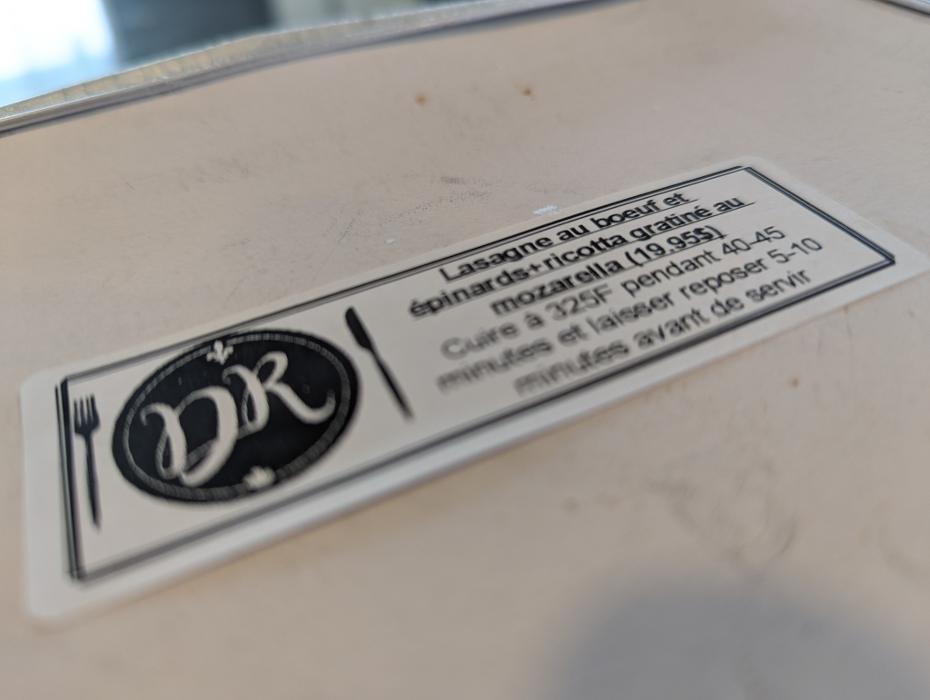 DR
Lasagne au boeuf et
épinards+ricotta gratiné au
mozarella (19,95$)
Cuire à 325F pendant 40-45
minutes et laisser reposer 5-10
minutes avant de servir